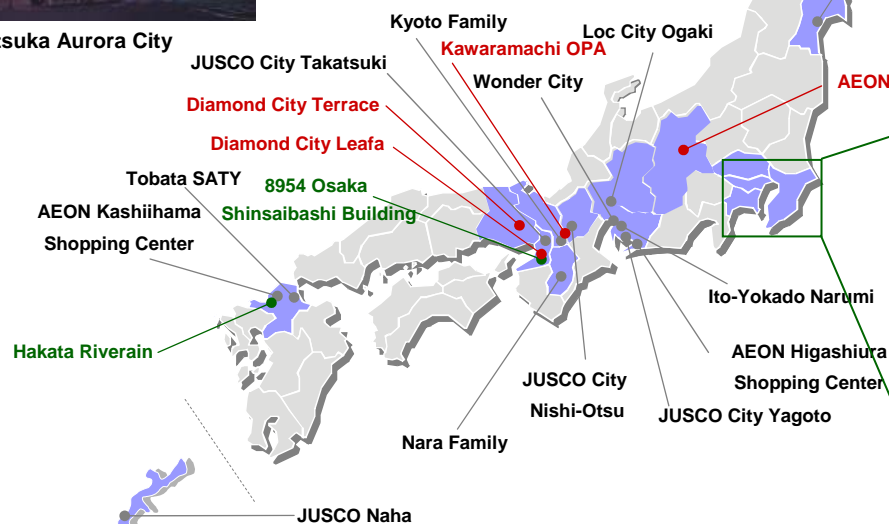 Kyoto Family
Loc City Ogaki
Aurora City
Kawaramachi OPA
JUSCO City Takatsuki
Wonder City
AEON
Diamond City Terrace
Diamond City Leafa
Tobata SATY
8954 Osaka
Shinsaibashi Building
AEON Kashiihama
Shopping Center
Ito-Yokado Narumi
Hakata Riverain
AEON Higashiura
Shopping Center
JUSCO City
Nishi-Otsu
JUSCO City Yagoto
Nara Family
JUSCO Naha